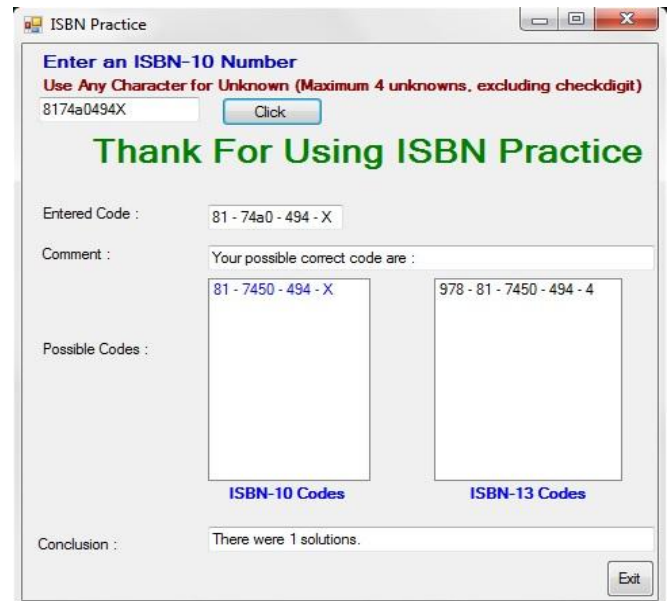 ISBN Practice
Enter an ISBN-10 Number
Use Any Character for Unknown (Maximum 4 unknowns, excluding checkdigit)
8174a0494X Click
Thank For Using ISBN Practice
Entered Code : 81 - 74a0 - 494 - X
Comment : Your possible correct code are :
81 - 7450 - 494 - X 978 - 81 - 7450 - 494 - 4
Possible Codes :
ISBN-10 Codes ISBN-13 Codes
Conclusion : There were 1 solutions.
Exit